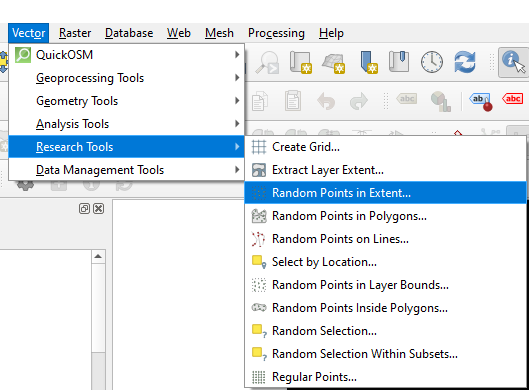 Vector Raster Database Web Mesh Processing Help
QuickOSM
Geoprocessing Tools
Geometry Tools
Analysis Tools
Research Tools
Data Management Tools
abc
ab
abc
Create Grid...
Extract Layer Extent...
Random Points in Extent...
Random Points in Polygons...
Random Points on Lines...
Select by Location...
Random Points in Layer Bounds...
Random Points Inside Polygons...
Random Selection...
Random Selection Within Subsets...
Regular Points...